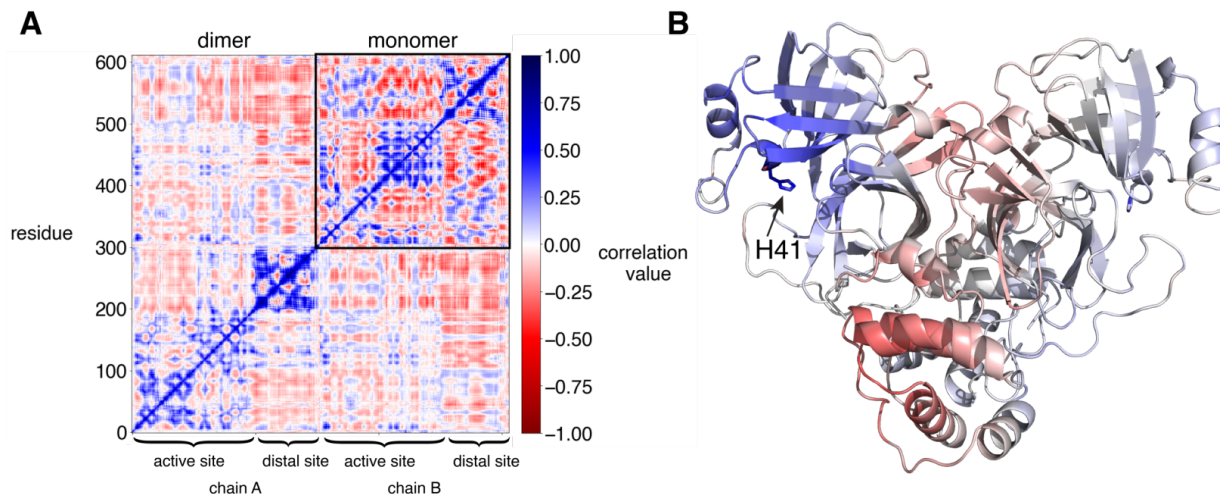 A
dimer
monomer
B
600
500
400
300
200
100
0
residue
1.00
0.75
0.50
0.25
0.00
−0.25
−0.50
−0.75
−1.00
correlation
value
H41
active site
distal site
active site
distal site
chain A
chain B